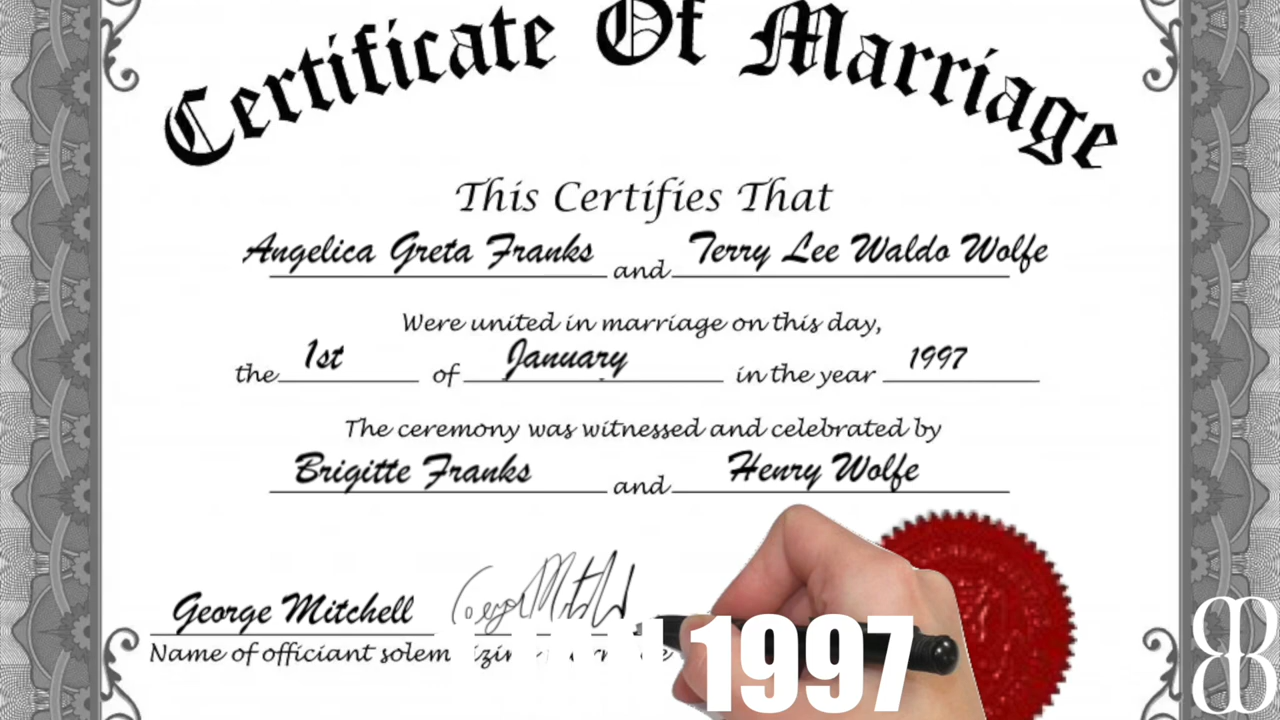 Certificate Of Marriage
This Certifies That
Angelica Greta Franks and Terry Lee Waldo Wolfe
Were united in marriage on this day,
the 1st of January in the year 1997
The ceremony was witnessed and celebrated by
Brigitte Franks and Henry Wolfe
George Mitchell George Mitchell
Name of officiant
1997